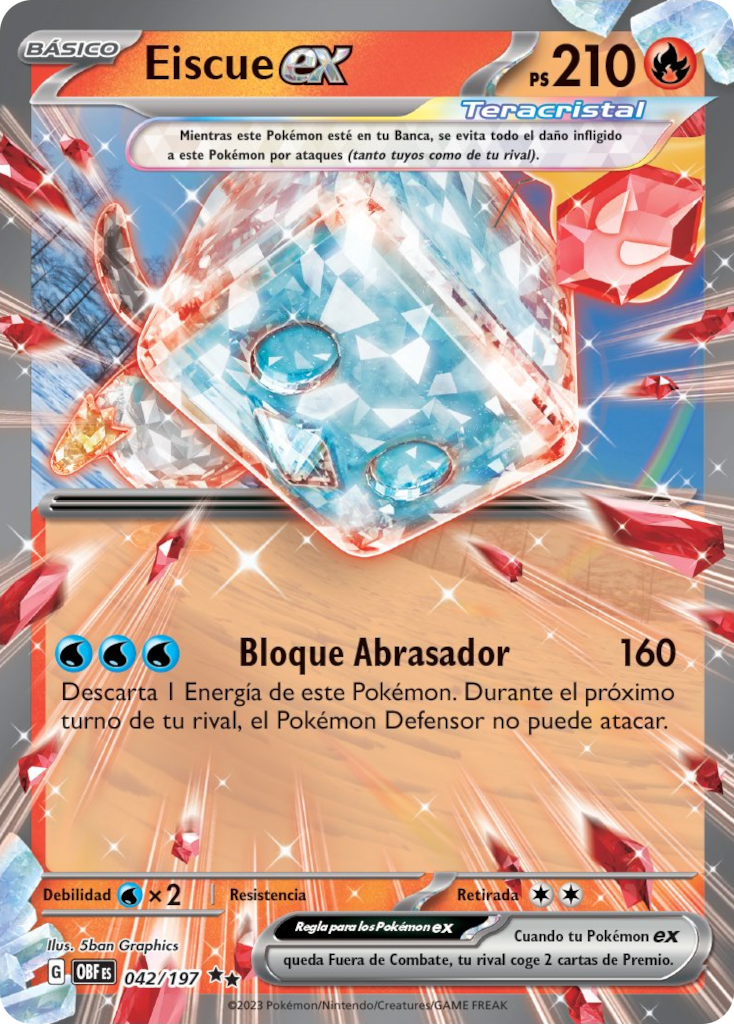 BÁSICO
Eiscue ex
PS 210
Teracristal
Mientras este Pokémon esté en tu Banca, se evita todo el daño infligido
a este Pokémon por ataques (tanto tuyos como de tu rival).
Bloque Abrasador 160
Descarta 1 Energía de este Pokémon. Durante el próximo
turno de tu rival, el Pokémon Defensor no puede atacar.
Debilidad ×2 Resistencia Retirada
Regla para los Pokémon ex
Cuando tu Pokémon ex
queda Fuera de Combate, tu rival coge 2 cartas de Premio.
Ilus. 5ban Graphics
G OBF ES 042/197
©2023 Pokémon/Nintendo/Creatures/GAME FREAK